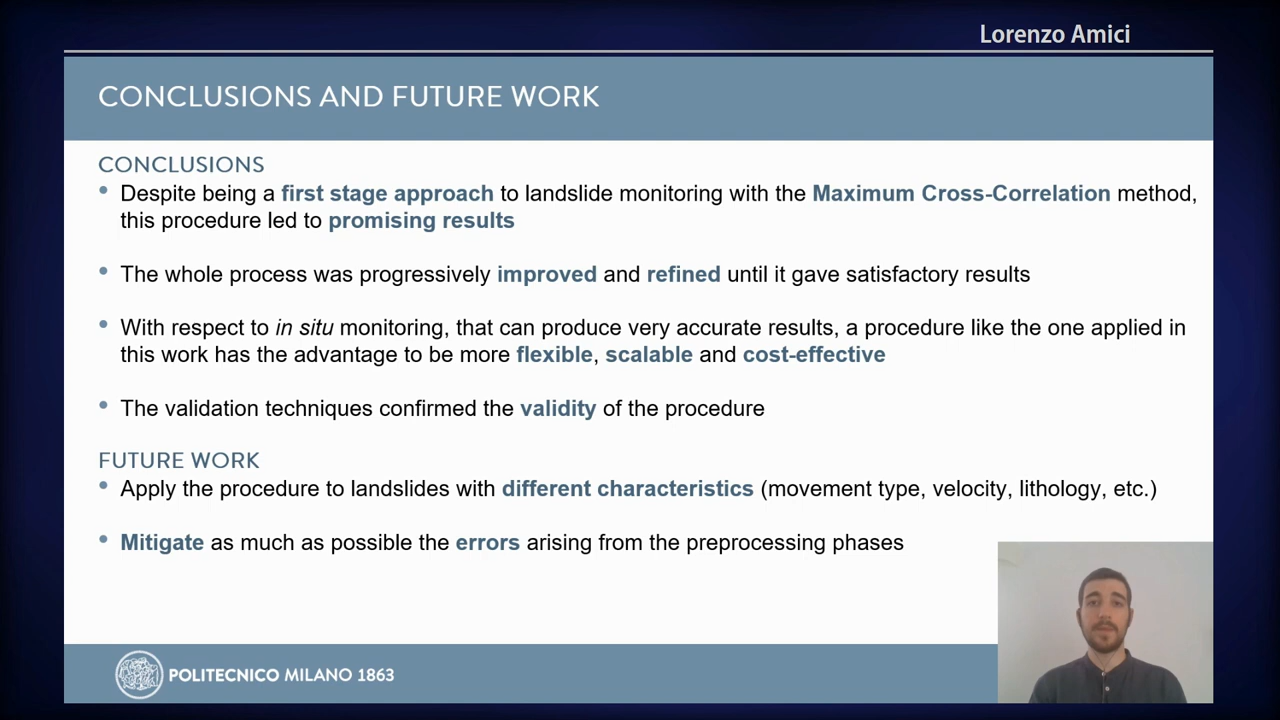 Lorenzo Amici
CONCLUSIONS AND FUTURE WORK
CONCLUSIONS
• Despite being a first stage approach to landslide monitoring with the Maximum Cross-Correlation method,
this procedure led to promising results
• The whole process was progressively improved and refined until it gave satisfactory results
• With respect to in situ monitoring, that can produce very accurate results, a procedure like the one applied in
this work has the advantage to be more flexible, scalable and cost-effective
• The validation techniques confirmed the validity of the procedure
FUTURE WORK
• Apply the procedure to landslides with different characteristics (movement type, velocity, lithology, etc.)
• Mitigate as much as possible the errors arising from the preprocessing phases
POLITECNICO MILANO 1863